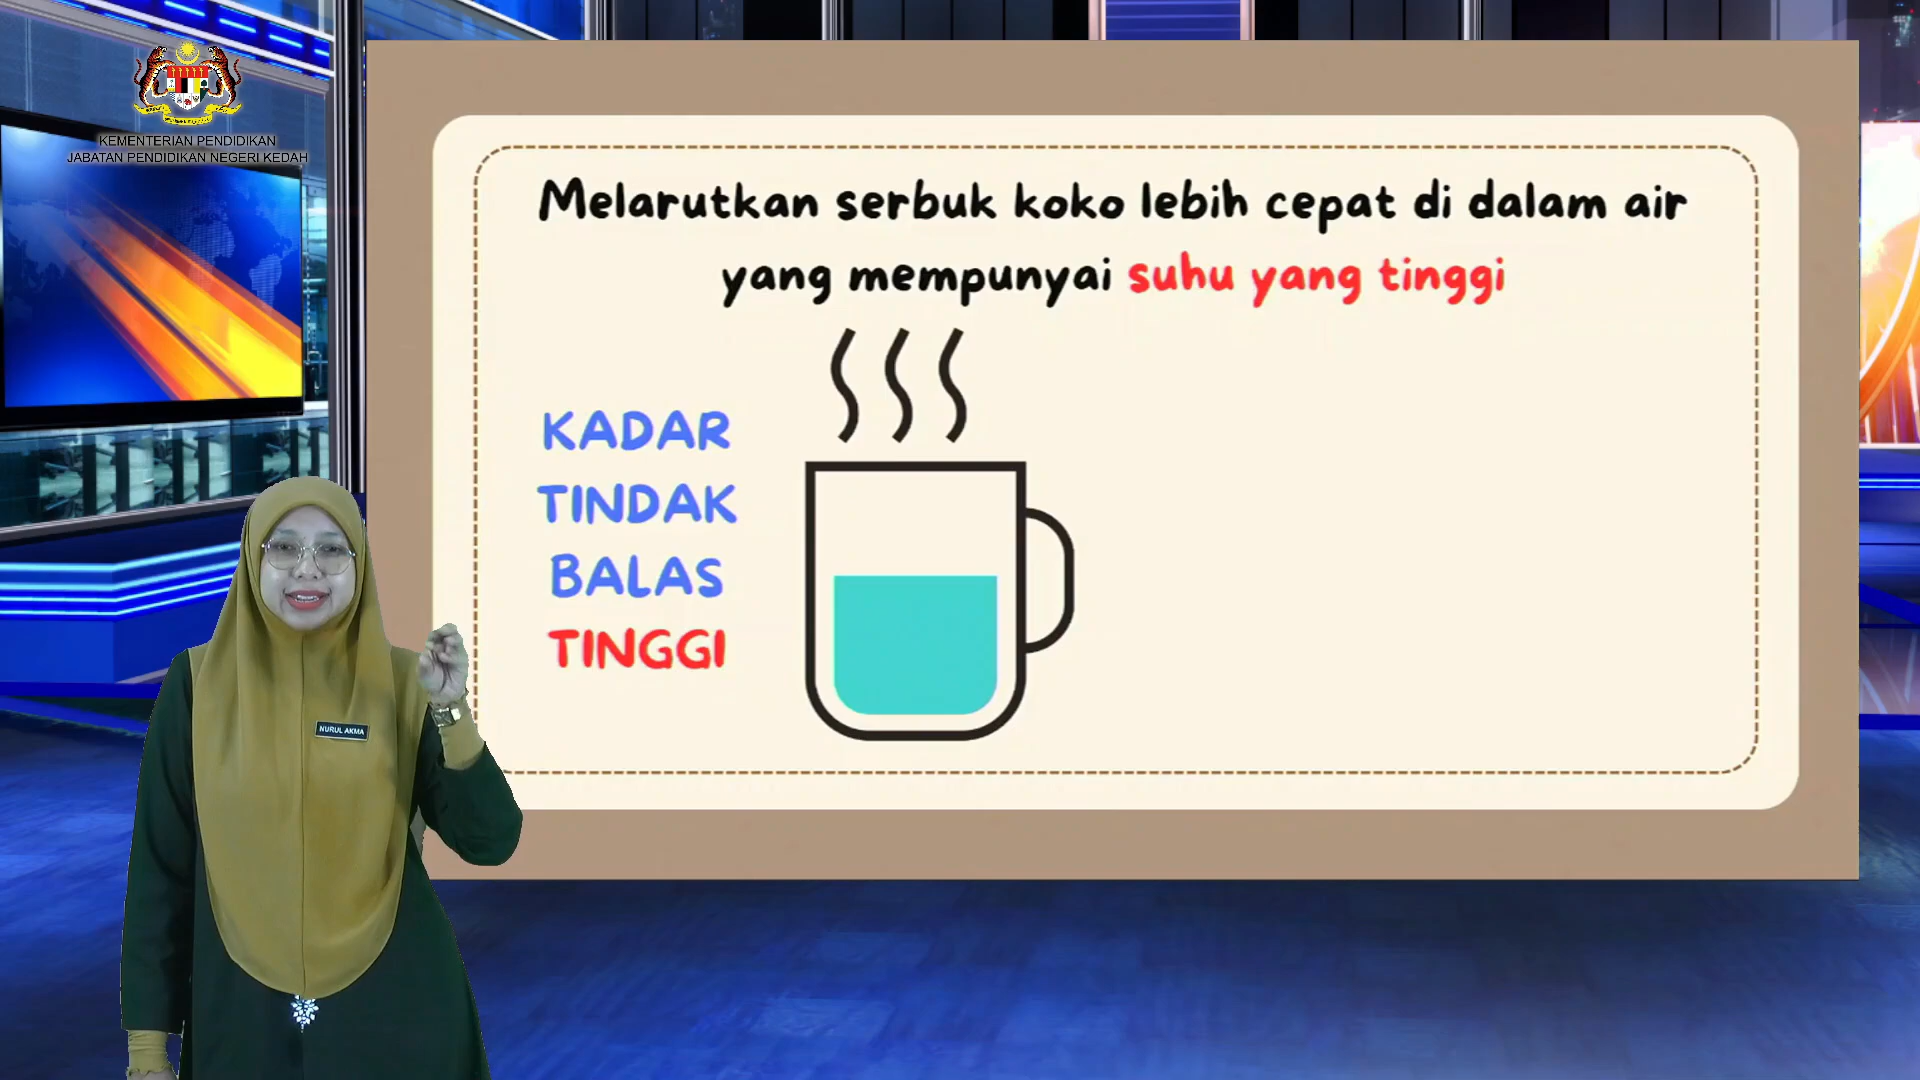 KEMENTERIAN PENDIDIKAN
JABATAN PENDIDIKAN NEGERI KEDAH
Melarutkan serbuk koko lebih cepat di dalam air
yang mempunyai suhu yang tinggi
KADAR
TINDAK
BALAS
TINGGI
NURUL AKMA